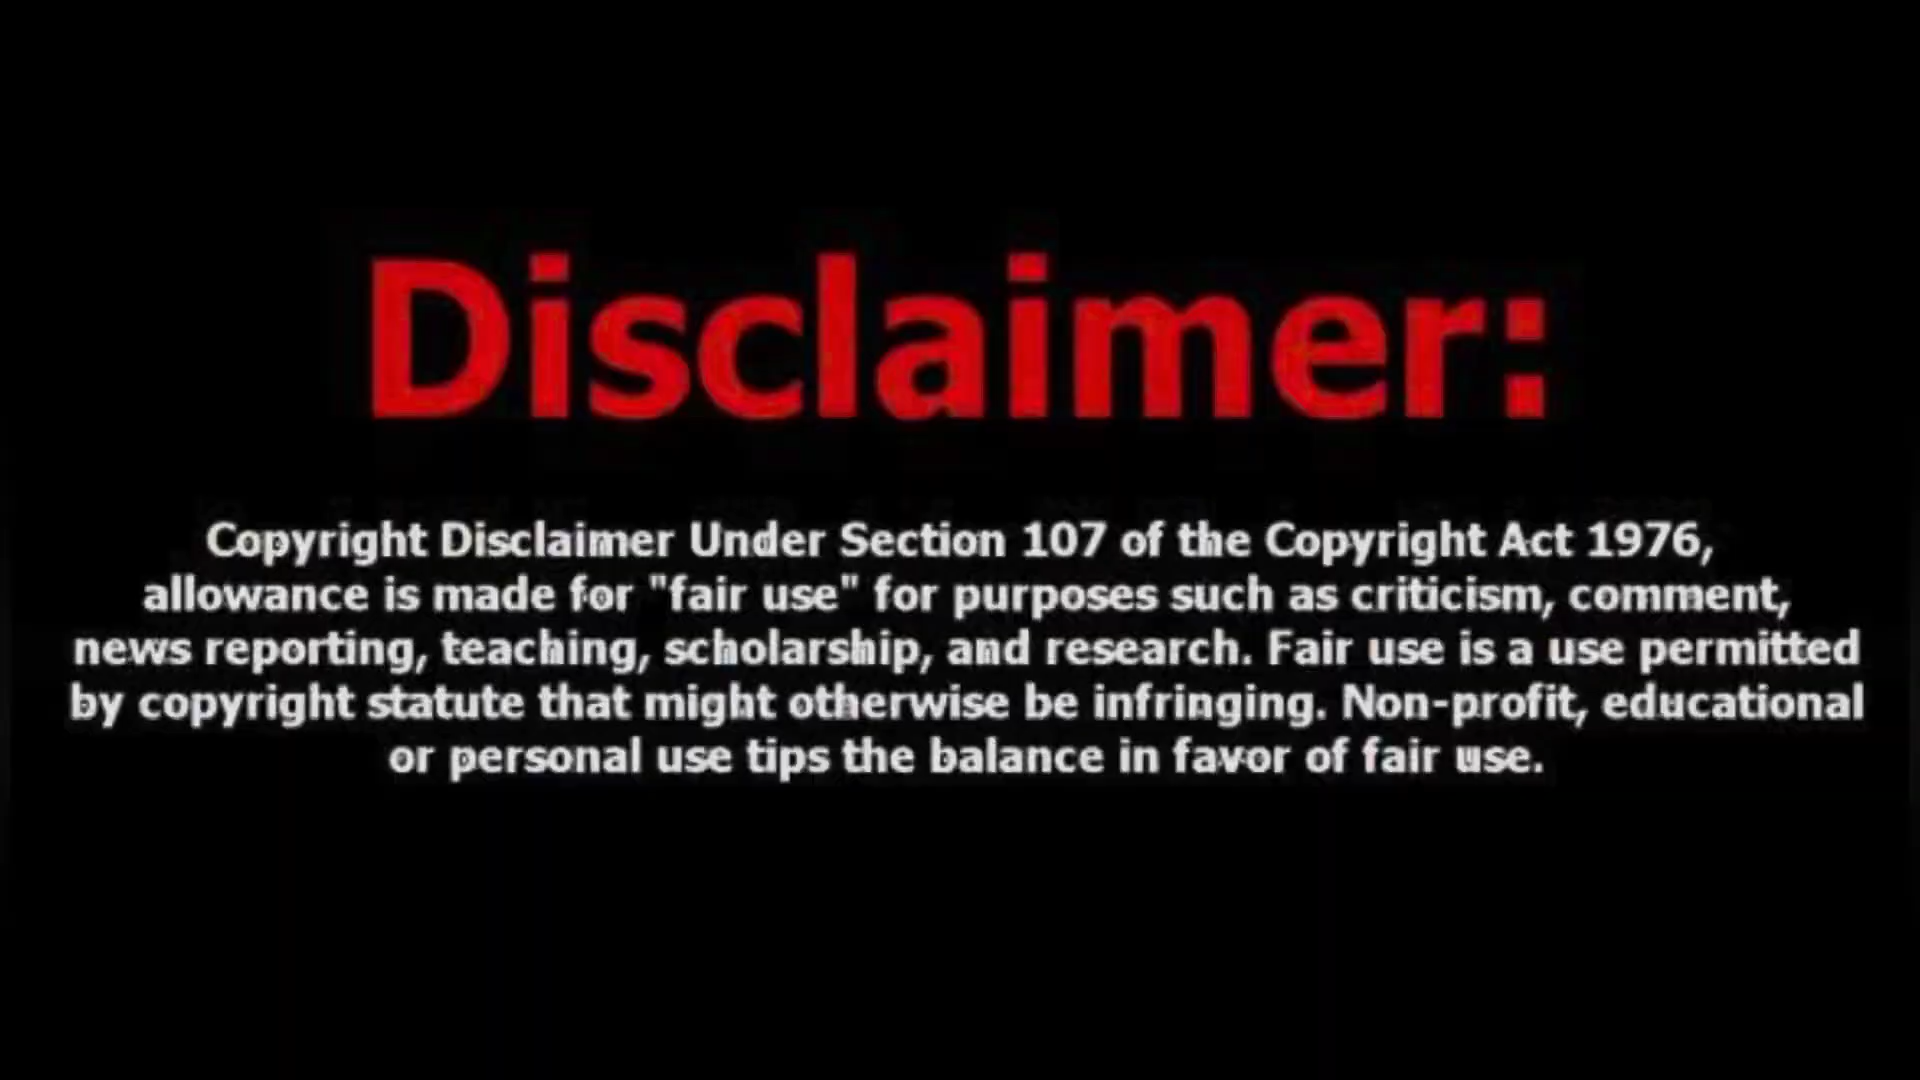 Disclaimer:
Copyright Disclaimer Under Section 107 of the Copyright Act 1976,
allowance is made for "fair use" for purposes such as criticism, comment,
news reporting, teaching, scholarship, and research. Fair use is a use permitted
by copyright statute that might otherwise be infringing. Non-profit, educational
or personal use tips the balance in favor of fair use.